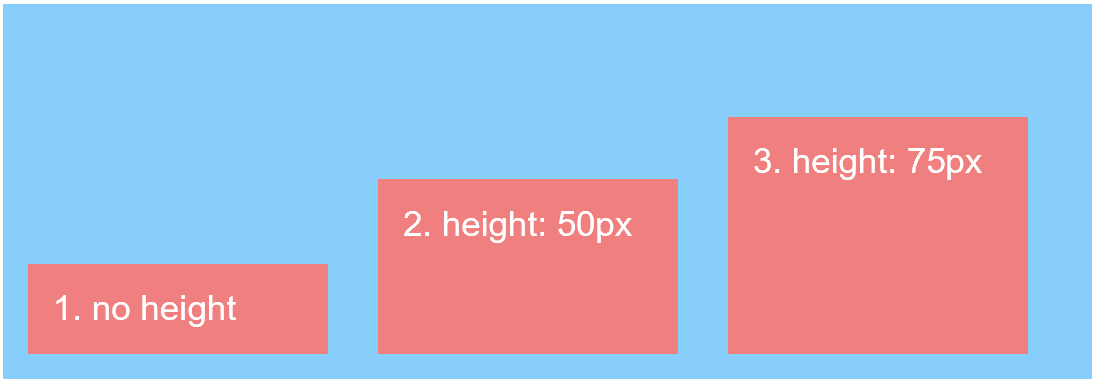 1. no height
2. height: 50px
3. height: 75px